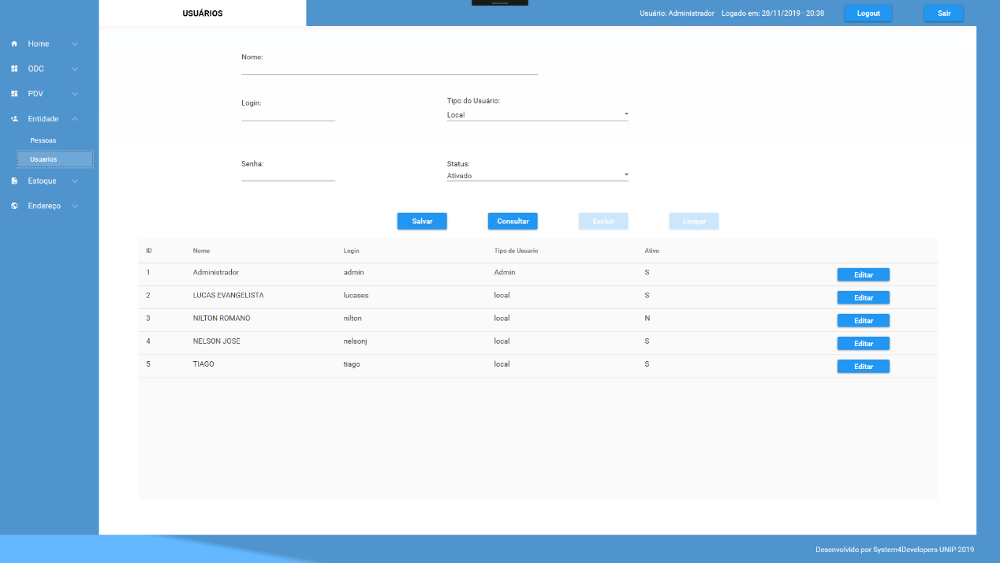 USUÁRIOS
Usuário: Administrador Logado em: 28/11/2019 - 20:38 Logout Sair
Home
ODC
PDV
Entidade
Pessoas
Usuarios
Estoque
Endereço
Nome:
Login:
Tipo do Usuário:
Local
Senha:
Status:
Ativado
Salvar Consultar Excluir Limpar
ID Nome Login Tipo de Usuario Ativo
1 Administrador admin Admin S Editar
2 LUCAS EVANGELISTA lucases local S Editar
3 NILTON ROMANO nilton local N Editar
4 NELSON JOSE nelsonj local S Editar
5 TIAGO tiago local S Editar
Desenvolvido por System4Developers UNIP-2019